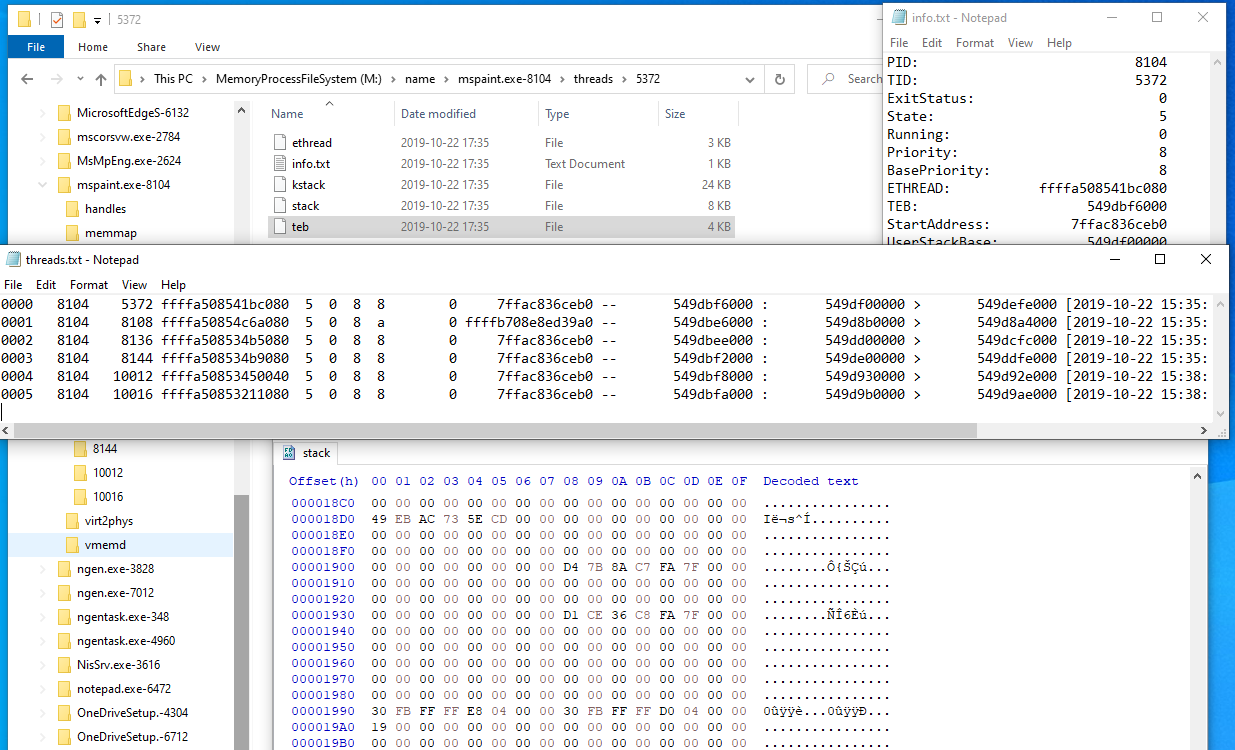 5372
File Home Share View
This PC > MemoryProcessFileSystem (M:) > name > mspaint.exe-8104 > threads > 5372
Search
MicrosoftEdgeS-6132
mscorsvw.exe-2784
MsMpEng.exe-2624
mspaint.exe-8104
handles
memmap
Name Date modified Type Size
ethread 2019-10-22 17:35 File 3 KB
info.txt 2019-10-22 17:35 Text Document 1 KB
kstack 2019-10-22 17:35 File 24 KB
stack 2019-10-22 17:35 File 8 KB
teb 2019-10-22 17:35 File 4 KB
info.txt - Notepad
File Edit Format View Help
PID: 8104
TID: 5372
ExitStatus: 0
State: 5
Running: 0
Priority: 8
BasePriority: 8
ETHREAD: ffffa508541bc080
TEB: 549dbf6000
StartAddress: 7ffac836ceb0
UserStackBase: 549df00000
threads.txt - Notepad
File Edit Format View Help
0000 8104 5372 ffffa508541bc080 5 0 8 8 0 7ffac836ceb0 -- 549dbf6000 : 549df00000 > 549defe000 [2019-10-22 15:35:
0001 8104 8108 ffffa50854c6a080 5 0 8 a 0 ffffb708e8ed39a0 -- 549dbe6000 : 549d8b0000 > 549d8a4000 [2019-10-22 15:35:
0002 8104 8136 ffffa508534b5080 5 0 8 8 0 7ffac836ceb0 -- 549dbee000 : 549dd00000 > 549dcfc000 [2019-10-22 15:35:
0003 8104 8144 ffffa508534b9080 5 0 8 8 0 7ffac836ceb0 -- 549dbf2000 : 549de00000 > 549ddfe000 [2019-10-22 15:35:
0004 8104 10012 ffffa50853450040 5 0 8 8 0 7ffac836ceb0 -- 549dbf8000 : 549d930000 > 549d92e000 [2019-10-22 15:38:
0005 8104 10016 ffffa50853211080 5 0 8 8 0 7ffac836ceb0 -- 549dbfa000 : 549d9b0000 > 549d9ae000 [2019-10-22 15:38:
8144
10012
10016
virt2phys
vmemd
ngen.exe-3828
ngen.exe-7012
ngentask.exe-348
ngentask.exe-4960
NisSrv.exe-3616
notepad.exe-6472
OneDriveSetup.-4304
OneDriveSetup.-6712
stack
Offset(h) 00 01 02 03 04 05 06 07 08 09 0A 0B 0C 0D 0E 0F Decoded text
000018C0 00 00 00 00 00 00 00 00 00 00 00 00 00 00 00 00 ................
000018D0 49 EB AC 73 5E CD 00 00 00 00 00 00 00 00 00 00 Ië¬s^Í..........
000018E0 00 00 00 00 00 00 00 00 00 00 00 00 00 00 00 00 ................
000018F0 00 00 00 00 00 00 00 00 00 00 00 00 00 00 00 00 ................
00001900 00 00 00 00 00 00 00 00 D4 7B 8A C7 FA 7F 00 00 ........Ô{ŠÇú...
00001910 00 00 00 00 00 00 00 00 00 00 00 00 00 00 00 00 ................
00001920 00 00 00 00 00 00 00 00 00 00 00 00 00 00 00 00 ................
00001930 00 00 00 00 00 00 00 00 D1 CE 36 C8 FA 7F 00 00 ........ÑÎ6Èú...
00001940 00 00 00 00 00 00 00 00 00 00 00 00 00 00 00 00 ................
00001950 00 00 00 00 00 00 00 00 00 00 00 00 00 00 00 00 ................
00001960 00 00 00 00 00 00 00 00 00 00 00 00 00 00 00 00 ................
00001970 00 00 00 00 00 00 00 00 00 00 00 00 00 00 00 00 ................
00001980 00 00 00 00 00 00 00 00 00 00 00 00 00 00 00 00 ................
00001990 30 FB FF FF E8 04 00 00 30 FB FF FF D0 04 00 00 0ûÿÿè...0ûÿÿÐ...
000019A0 19 00 00 00 00 00 00 00 00 00 00 00 00 00 00 00 ................
000019B0 00 00 00 00 00 00 00 00 00 00 00 00 00 00 00 00 ................